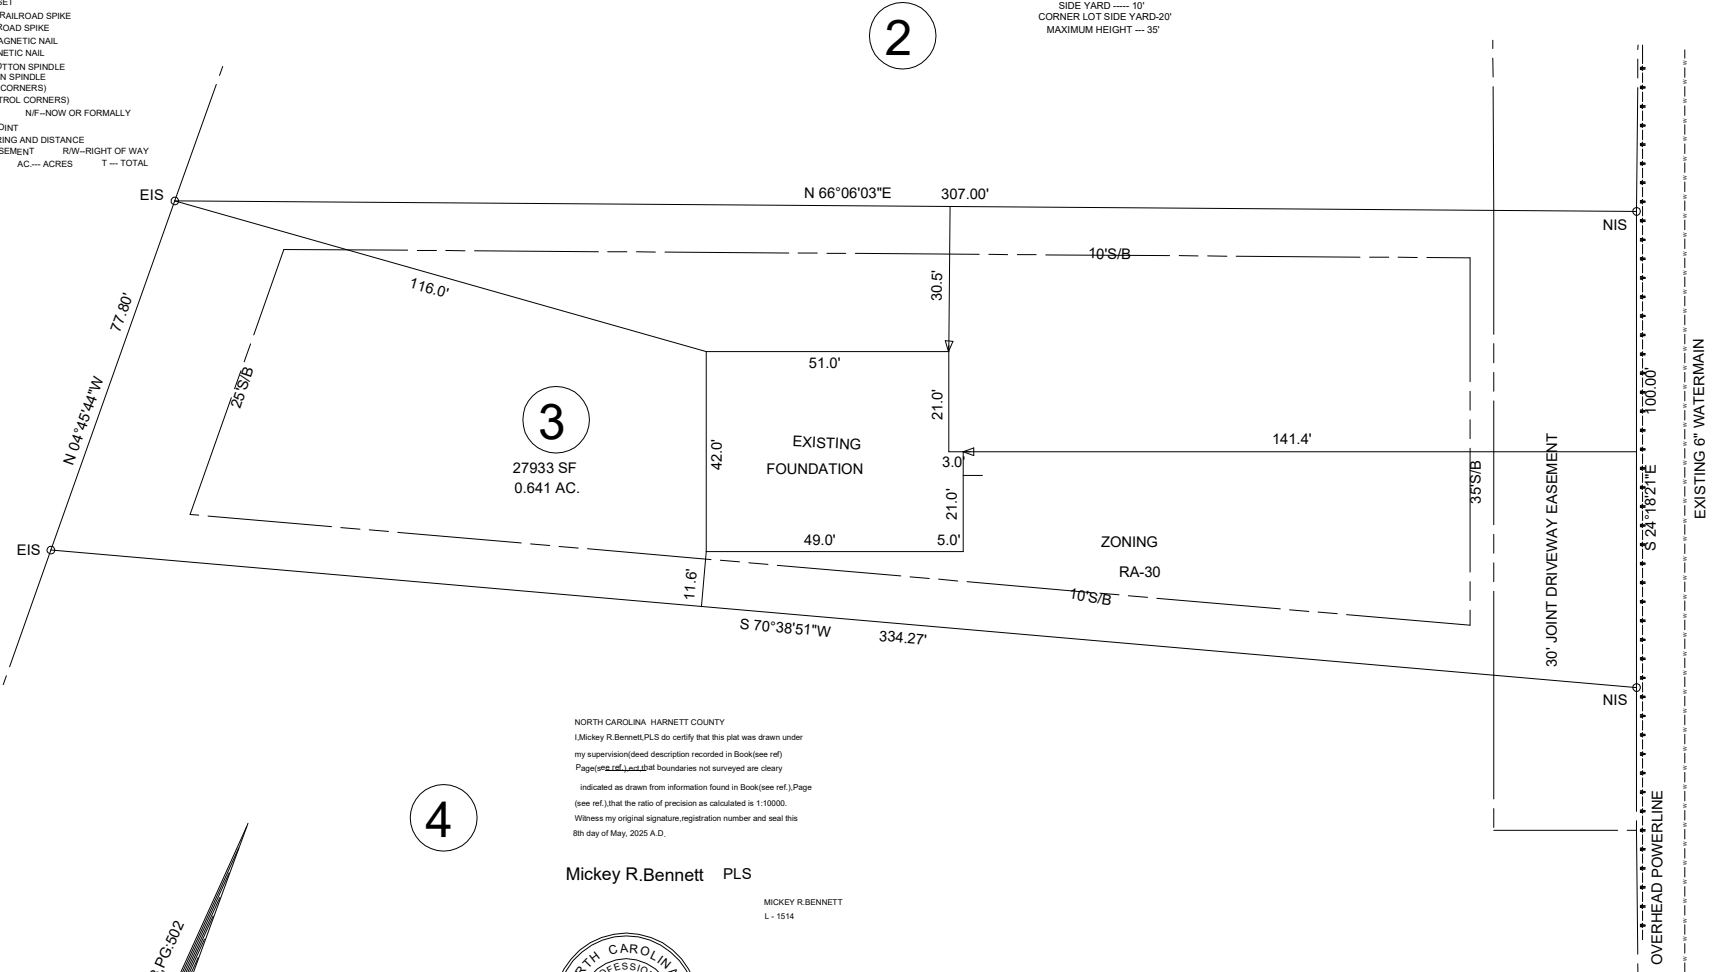 SIDE YARD ----- 10'
CORNER LOT SIDE YARD-20'
MAXIMUM HEIGHT --- 35'
RAILROAD SPIKE
ROAD SPIKE
AGNETIC NAIL
NETIC NAIL
OTTON SPINDLE
N SPINDLE
CORNERS)
TROL CORNERS)
N/F--NOW OR FORMALLY
OINT
RING AND DISTANCE
SEMENT R/W--RIGHT OF WAY
AC.--- ACRES T --- TOTAL
2
EIS
N 66°06'03"E 307.00'
NIS
10'S/B
116.0'
30.5'
77.80'
N 04°45'44"W
25'S/B
51.0'
21.0'
3
27933 SF
0.641 AC.
42.0'
EXISTING
FOUNDATION
3.0'
141.4'
21.0'
49.0'
5.0'
ZONING
RA-30
35'S/B
30' JOINT DRIVEWAY EASEMENT
S 24°18'21"E 100.00'
EXISTING 6" WATERMAIN
EIS
11.6'
10'S/B
S 70°38'51"W 334.27'
NIS
OVERHEAD POWERLINE
4
NORTH CAROLINA HARNETT COUNTY
I,Mickey R.Bennett,PLS do certify that this plat was drawn under
my supervision(deed description recorded in Book(see ref)
Page(see ref.),ect,that boundaries not surveyed are cleary
indicated as drawn from information found in Book(see ref.),Page
(see ref.),that the ratio of precision as calculated is 1:10000.
Witness my original signature,registration number and seal this
8th day of May, 2025 A.D.
Mickey R.Bennett PLS
MICKEY R.BENNETT
L - 1514
PG:502
RTH CAROLINA
OFESSIO